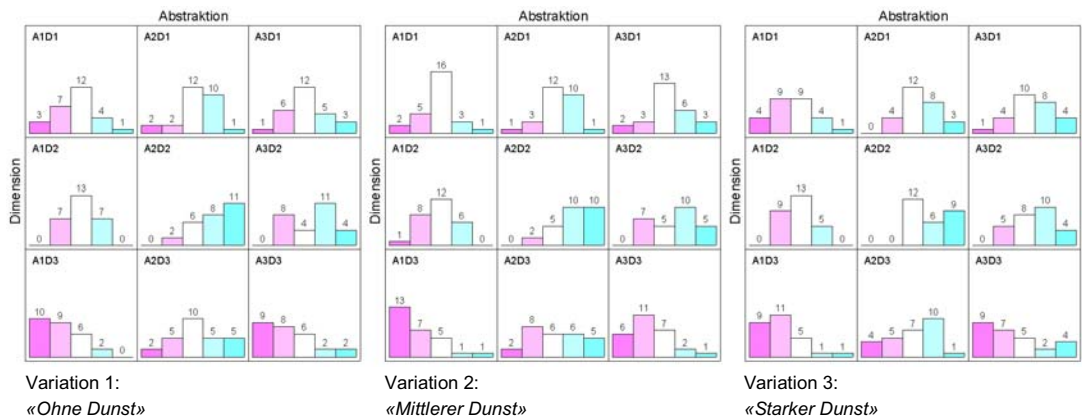 Abstraktion
Dimension
A1D1
3 7 12 4 1
A2D1
2 2 12 10 1
A3D1
1 6 12 5 3
A1D2
0 7 13 7 0
A2D2
0 2 6 8 11
A3D2
0 8 4 11 4
A1D3
10 9 6 2 0
A2D3
2 5 10 5 5
A3D3
9 8 6 2 2
Variation 1:
«Ohne Dunst»
Abstraktion
Dimension
A1D1
2 5 16 3 1
A2D1
1 3 12 10 1
A3D1
2 3 13 6 3
A1D2
1 8 12 6 0
A2D2
0 2 5 10 10
A3D2
0 7 5 10 5
A1D3
13 7 5 1 1
A2D3
2 8 6 6 5
A3D3
6 11 7 2 1
Variation 2:
«Mittlerer Dunst»
Abstraktion
Dimension
A1D1
4 9 9 4 1
A2D1
0 4 12 8 3
A3D1
1 4 10 8 4
A1D2
0 9 13 5 0
A2D2
0 0 12 6 9
A3D2
0 5 8 10 4
A1D3
9 11 5 1 1
A2D3
4 5 7 10 1
A3D3
9 7 5 2 4
Variation 3:
«Starker Dunst»